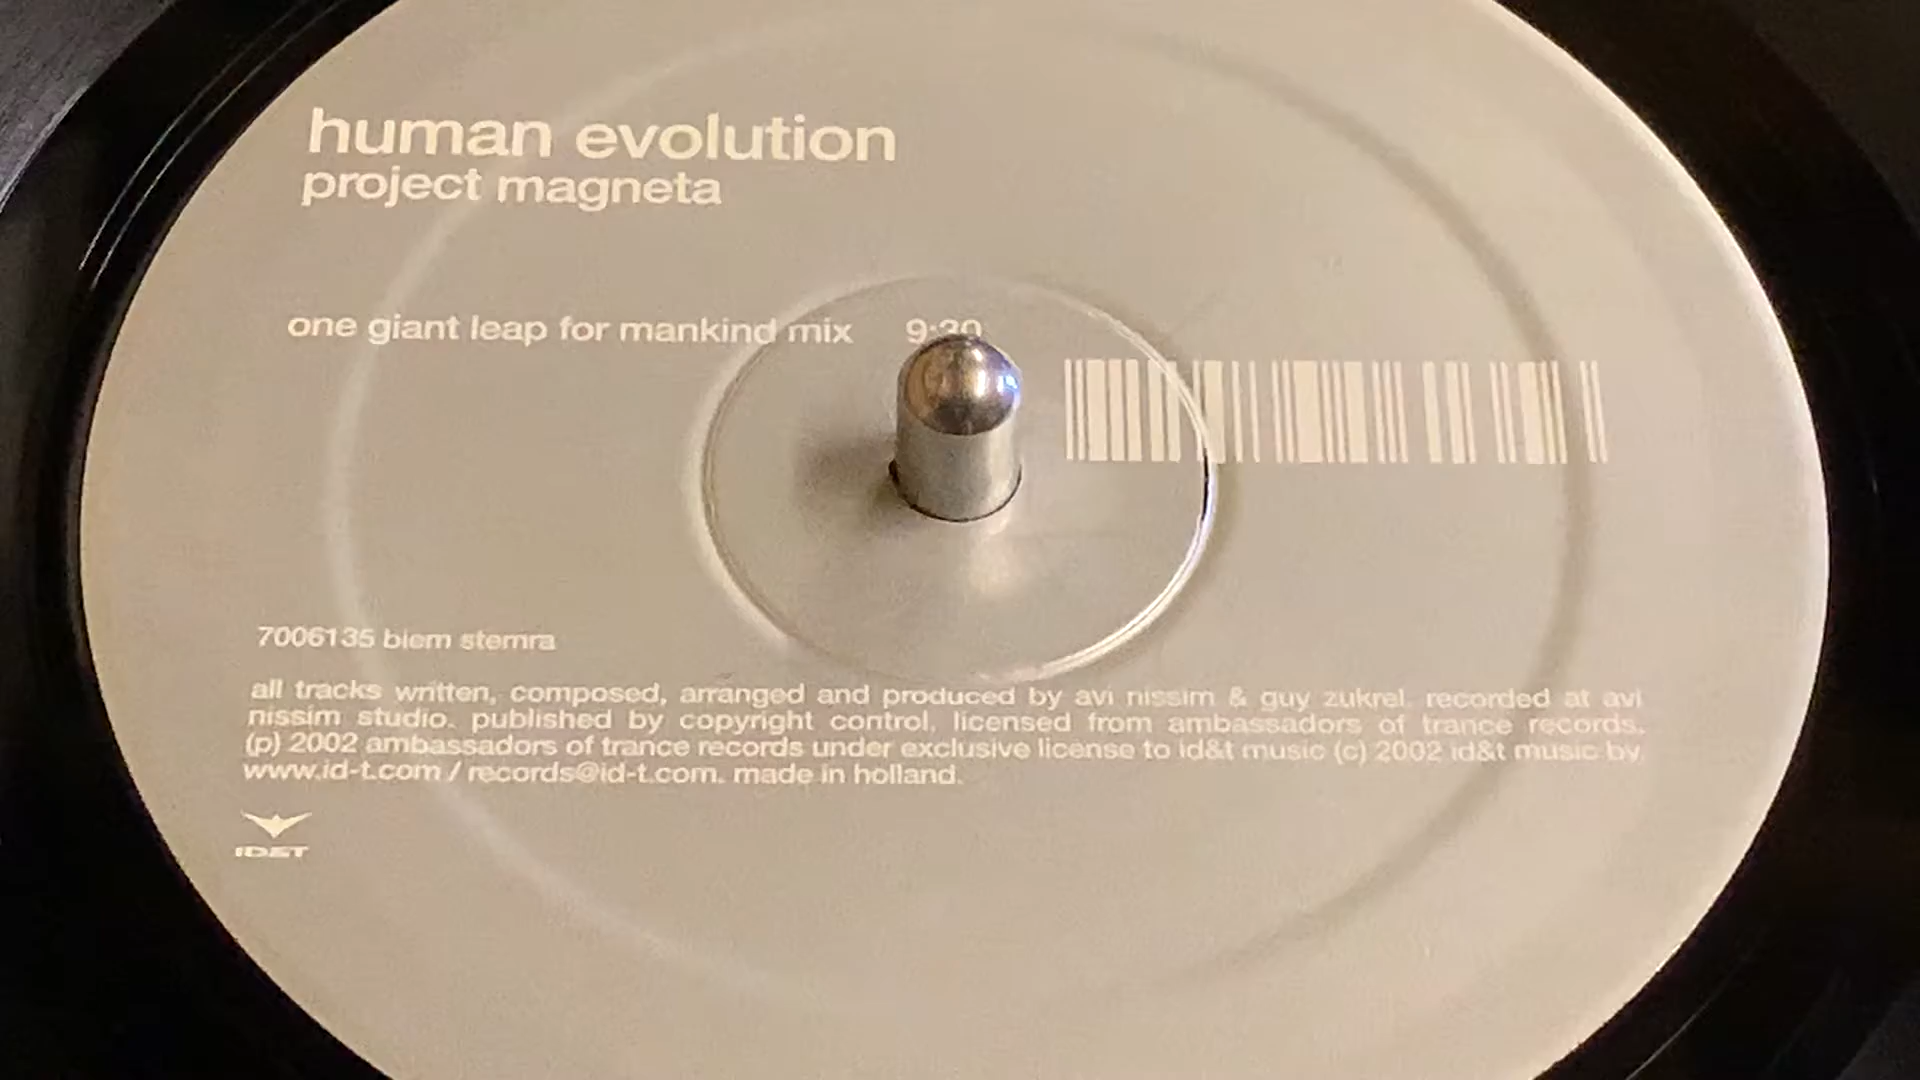 human evolution
project magneta
one giant leap for mankind mix
7006135 biem stemra
all tracks written, composed, arranged and produced by avi nissim & guy zukrel. recorded at avi
nissim studio. published by copyright control, licensed from ambassadors of trance records.
(p) 2002 ambassadors of trance records under exclusive license to id&t music (c) 2002 id&t music bv.
www.id-t.com / records@id-t.com. made in holland.
ID&T